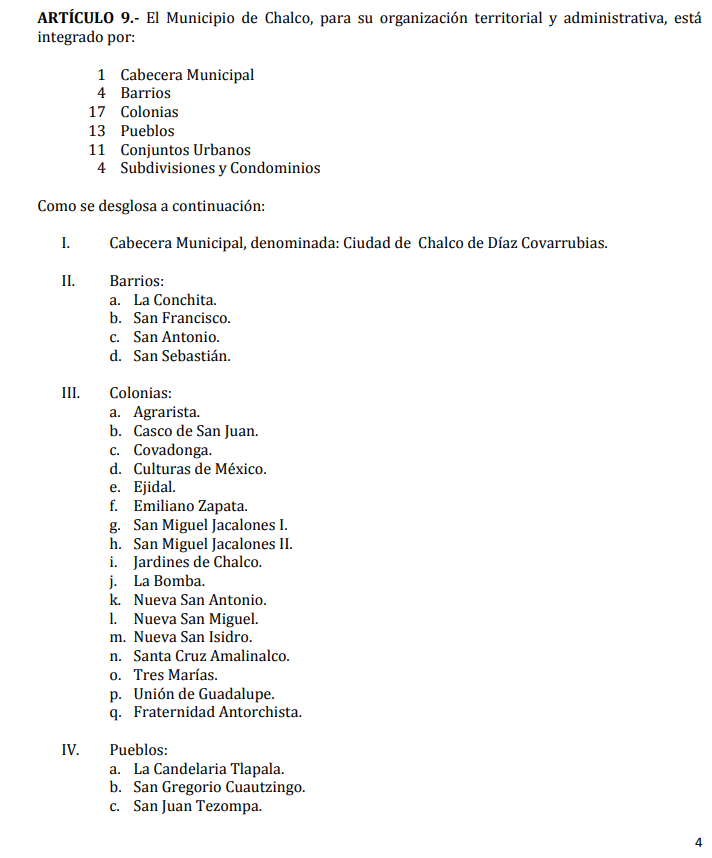 ARTÍCULO 9.- El Municipio de Chalco, para su organización territorial y administrativa, está
integrado por:
1 Cabecera Municipal
4 Barrios
17 Colonias
13 Pueblos
11 Conjuntos Urbanos
4 Subdivisiones y Condominios
Como se desglosa a continuación:
I. Cabecera Municipal, denominada: Ciudad de Chalco de Díaz Covarrubias.
II. Barrios:
a. La Conchita.
b. San Francisco.
c. San Antonio.
d. San Sebastián.
III. Colonias:
a. Agrarista.
b. Casco de San Juan.
c. Covadonga.
d. Culturas de México.
e. Ejidal.
f. Emiliano Zapata.
g. San Miguel Jacalones I.
h. San Miguel Jacalones II.
i. Jardines de Chalco.
j. La Bomba.
k. Nueva San Antonio.
l. Nueva San Miguel.
m. Nueva San Isidro.
n. Santa Cruz Amalinalco.
o. Tres Marías.
p. Unión de Guadalupe.
q. Fraternidad Antorchista.
IV. Pueblos:
a. La Candelaria Tlapala.
b. San Gregorio Cuautzingo.
c. San Juan Tezompa.
4